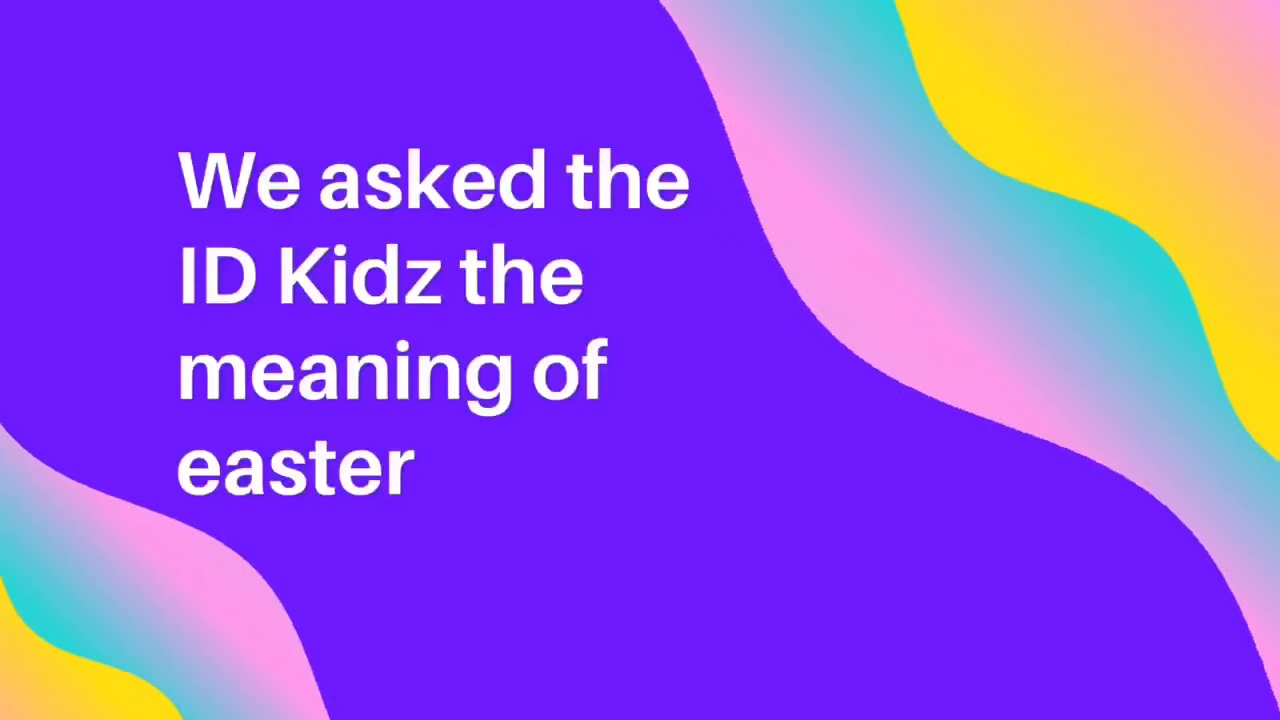 We asked the
ID Kidz the
meaning of
easter